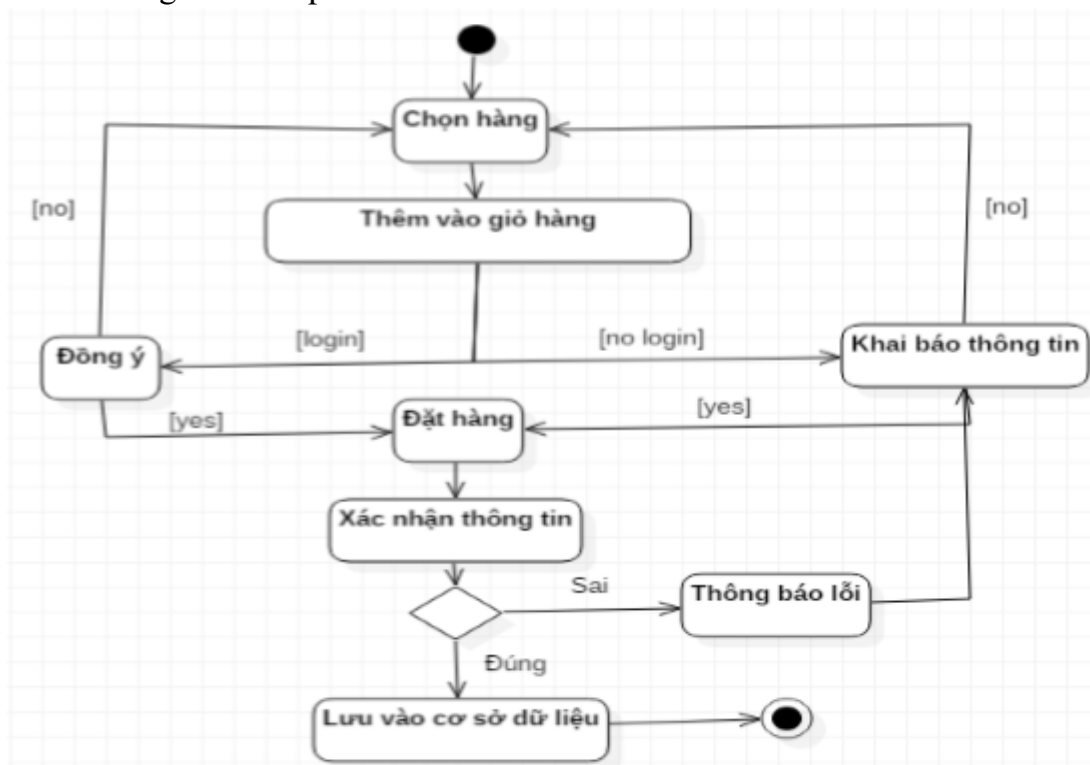 Chọn hàng
[no]
Thêm vào giỏ hàng
[no]
[login]
[no login]
Đồng ý
Khai báo thông tin
[yes]
Đặt hàng
[yes]
Xác nhận thông tin
Sai
Thông báo lỗi
Đúng
Lưu vào cơ sở dữ liệu